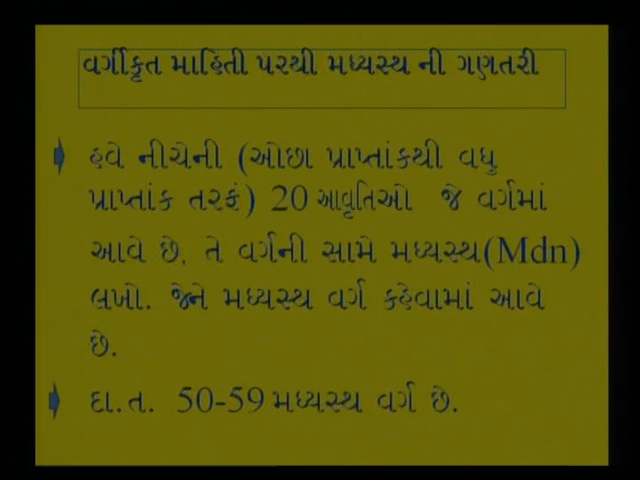 વર્ગીકૃત માહિતી પરથી મધ્યસ્થ ની ગણતરી
હવે નીચેની (ઓછા પ્રાપ્તાંકથી વધુ
પ્રાપ્તાંક તરફ) 20 આવૃતિઓ જે વર્ગમાં
આવે છે, તે વર્ગની સામે મધ્યસ્થ(Mdn)
લખો. જેને મધ્યસ્થ વર્ગ કહેવામાં આવે
છે.
દા.ત. 50-59 મધ્યસ્થ વર્ગ છે.